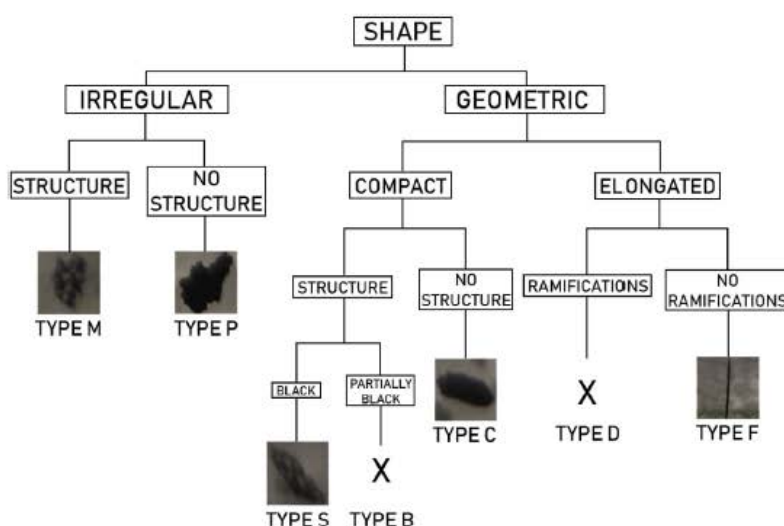 SHAPE
IRREGULAR
GEOMETRIC
STRUCTURE
NO
STRUCTURE
COMPACT
ELONGATED
TYPE M
TYPE P
STRUCTURE
NO
STRUCTURE
RAMIFICATIONS
NO
RAMIFICATIONS
BLACK
PARTIALLY
BLACK
X
X
TYPE C
TYPE D
TYPE F
TYPE S
TYPE B